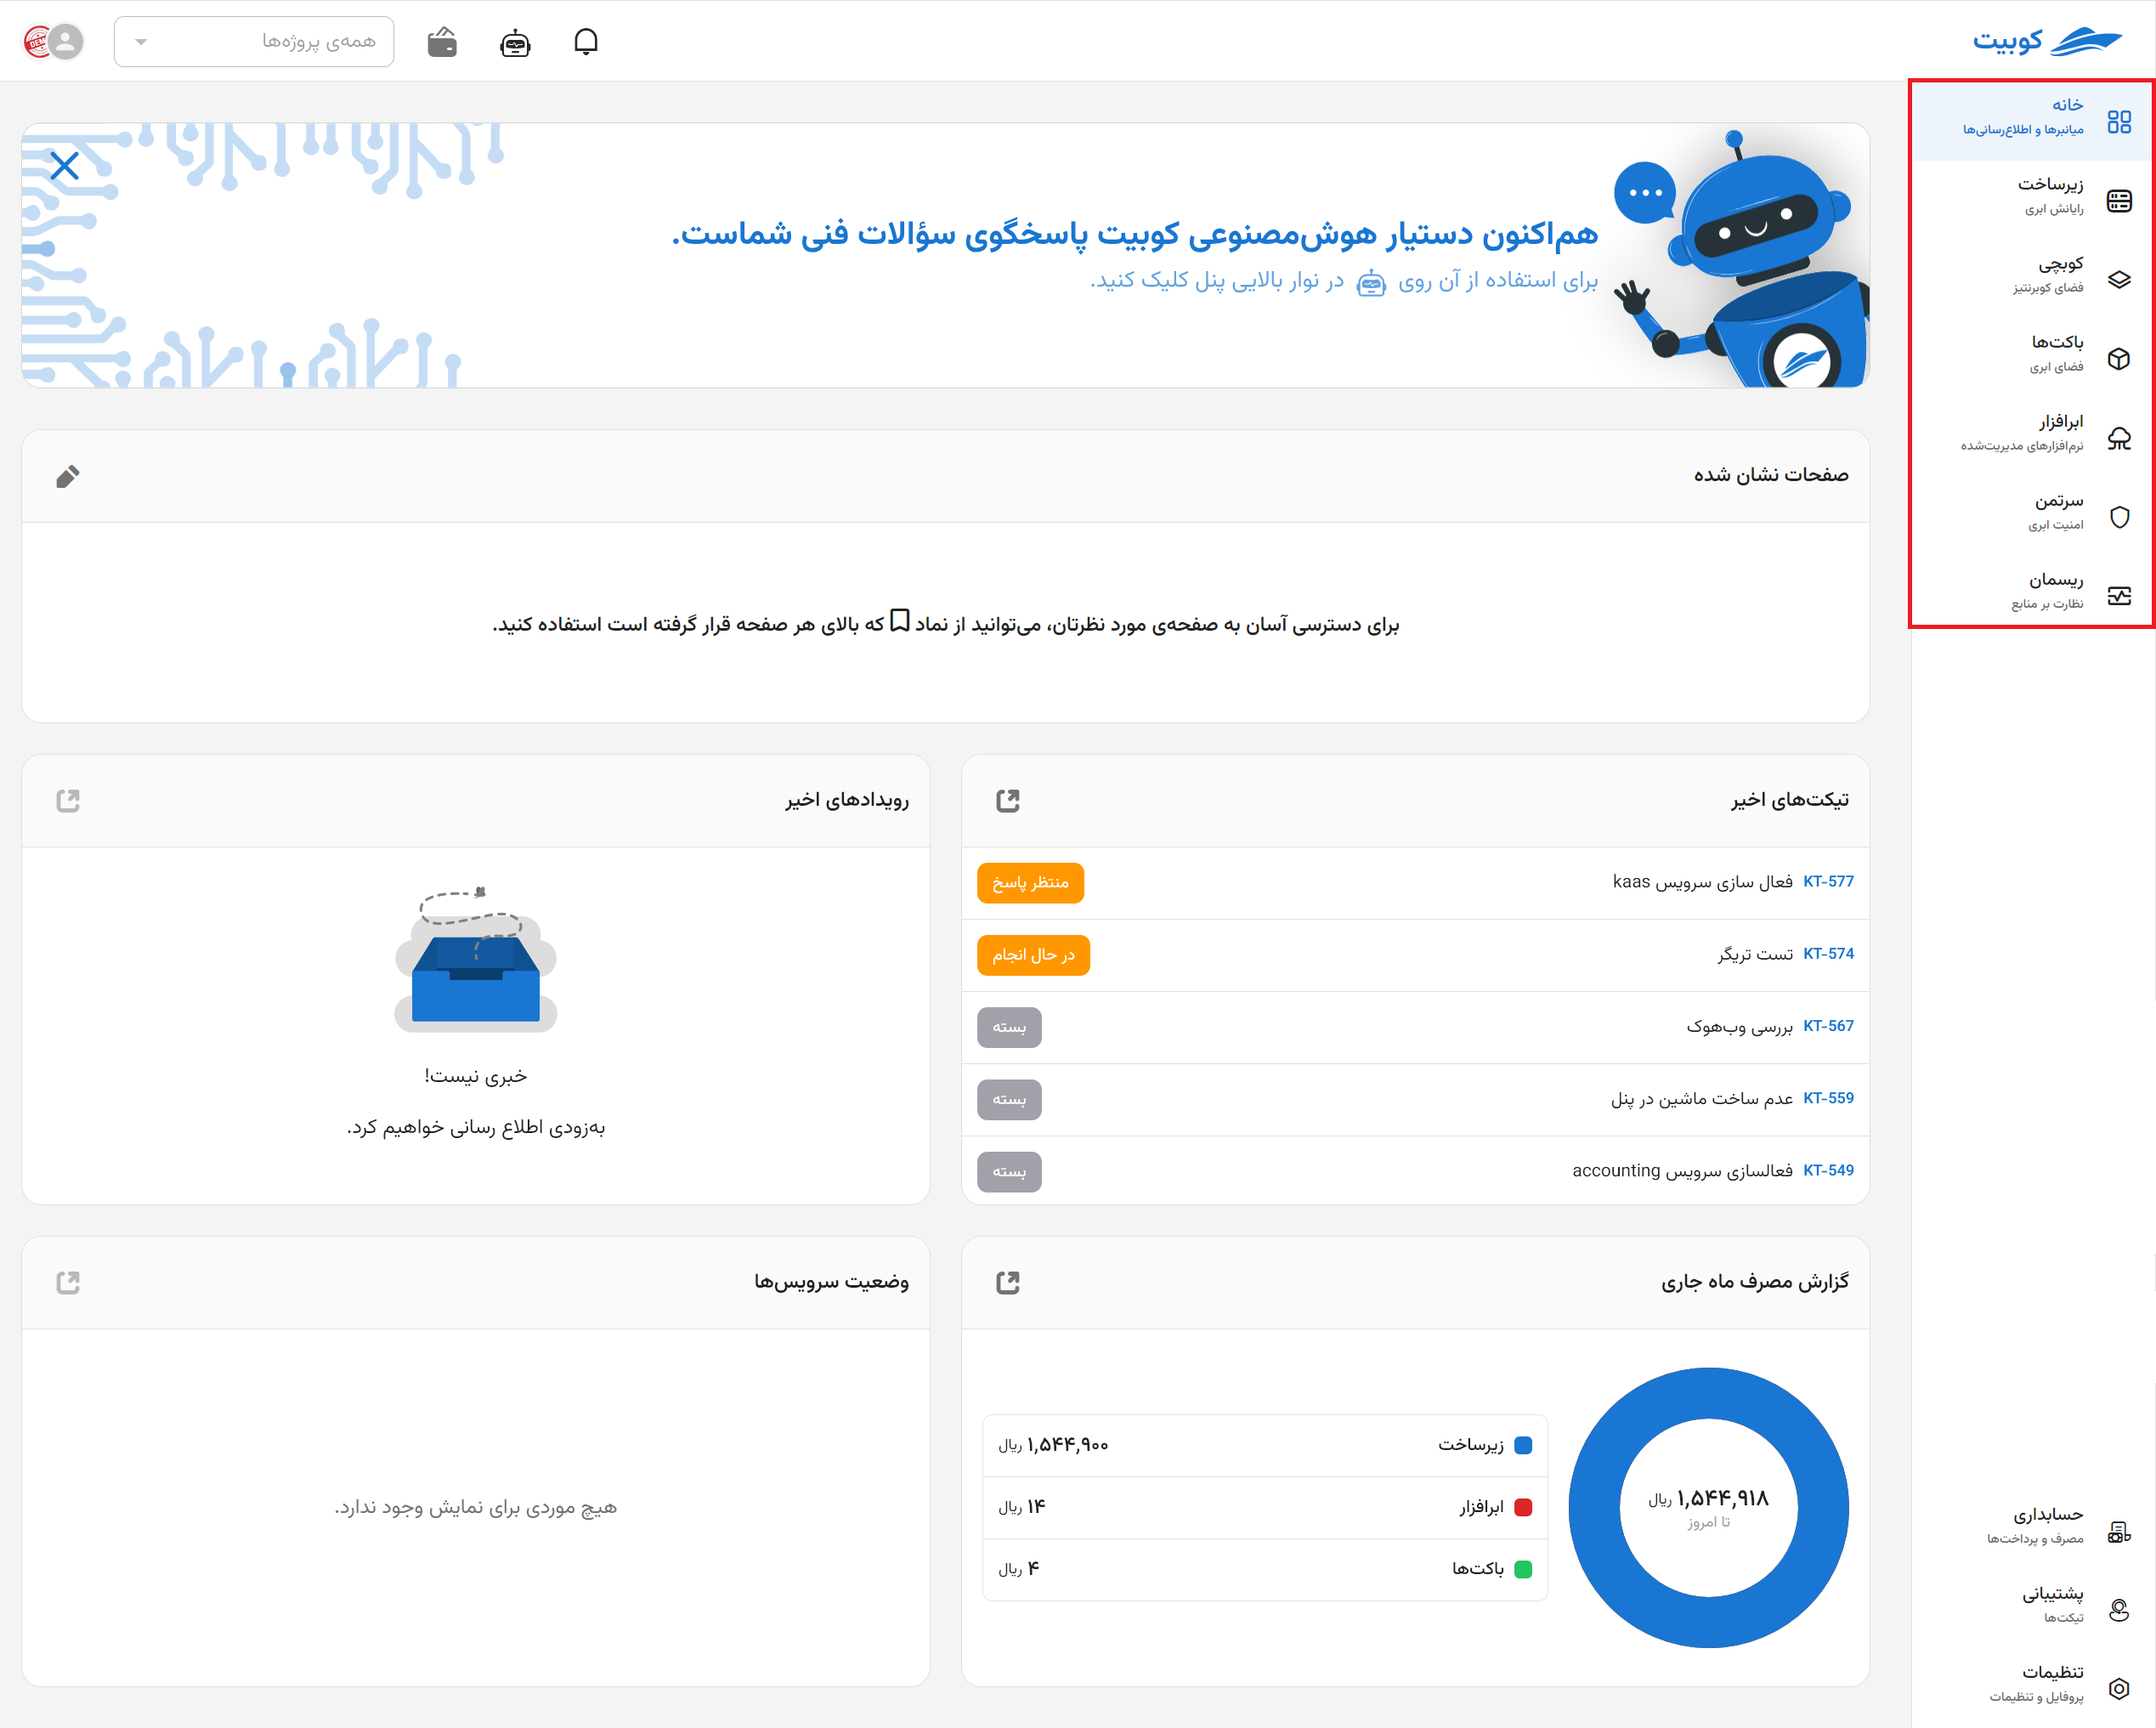 کوبیت
همه‌ی پروژه‌ها
خانه
میانبرها و اطلاع‌رسانی‌ها
زیرساخت
رایانش ابری
کوبچی
فضای کوبرنتیز
باکت‌ها
فضای ابری
ابرافزار
نرم‌افزارهای مدیریت‌شده
سرتمن
امنیت ابری
ریسمان
نظارت بر منابع
حسابداری
مصرف و پرداخت‌ها
پشتیبانی
تیکت‌ها
تنظیمات
پروفایل و تنظیمات
هم‌اکنون دستیار هوش‌مصنوعی کوبیت پاسخگوی سؤالات فنی شماست.
برای استفاده از آن روی در نوار بالایی پنل کلیک کنید.
صفحات نشان شده
برای دسترسی آسان به صفحه‌ی مورد نظرتان، می‌توانید از نماد که بالای هر صفحه قرار گرفته است استفاده کنید.
تیکت‌های اخیر
KT-577 فعال سازی سرویس kaas منتظر پاسخ
KT-574 تست تریگر در حال انجام
KT-567 بررسی وب‌هوک بسته
KT-559 عدم ساخت ماشین در پنل بسته
KT-549 فعالسازی سرویس accounting بسته
رویدادهای اخیر
خبری نیست!
به‌زودی اطلاع رسانی خواهیم کرد.
گزارش مصرف ماه جاری
۱,۵۴۴,۹۱۸ ریال
تا امروز
زیرساخت ۱,۵۴۴,۹۰۰ ریال
ابرافزار ۱۴ ریال
باکت‌ها ۴ ریال
وضعیت سرویس‌ها
هیچ موردی برای نمایش وجود ندارد.